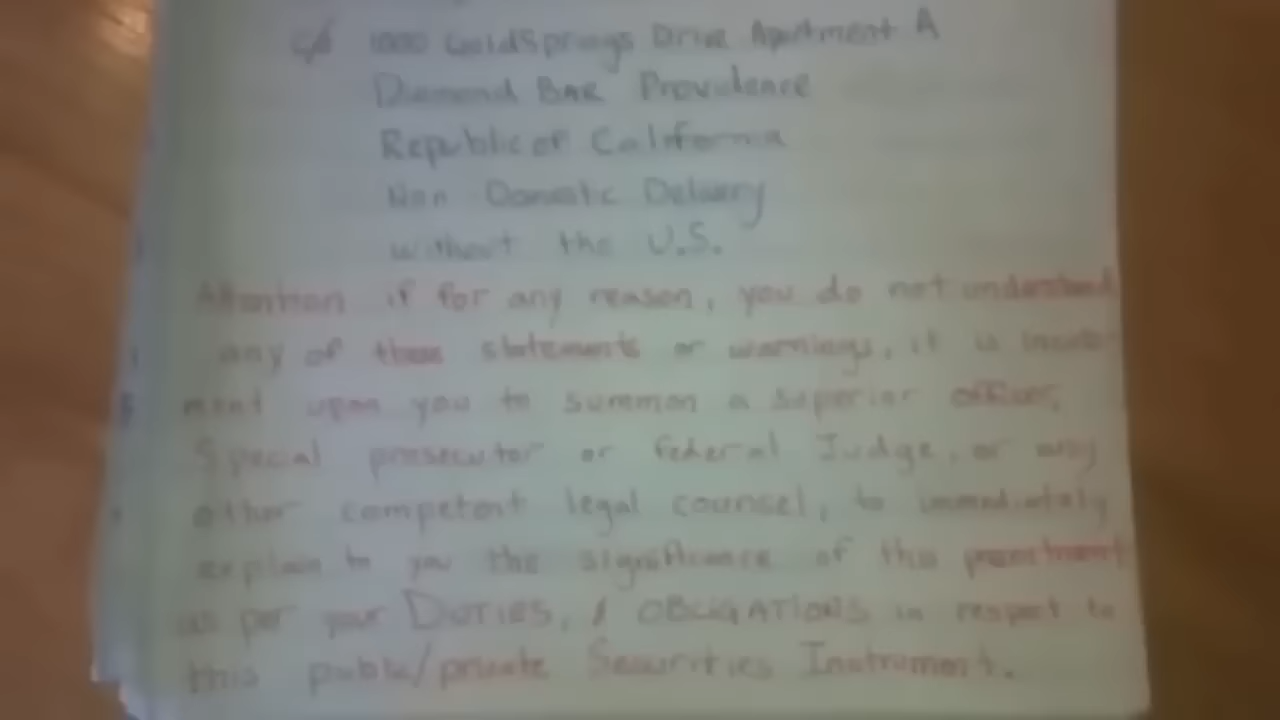 c/o 1000 GoldSprings Drive Apartment A
Diamond BAR Providence
Republic of California
Non Domestic Delivery
without the U.S.
Attention if for any reason, you do not understand
any of these statements or warnings, it is incum-
ment upon you to summon a superior officer,
Special prosecutor or federal Judge, or any
other competent legal counsel, to immediately
explain to you the significance of this
as per your DUTIES, & OBLIGATIONS in respect to
this public/private Securities Instrument.